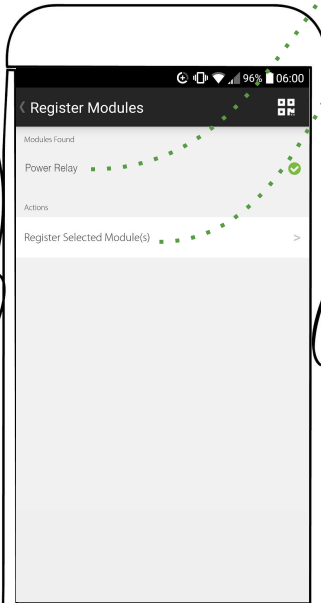 96% 06:00
Register Modules
Modules Found
Power Relay
Actions
Register Selected Module(s) >